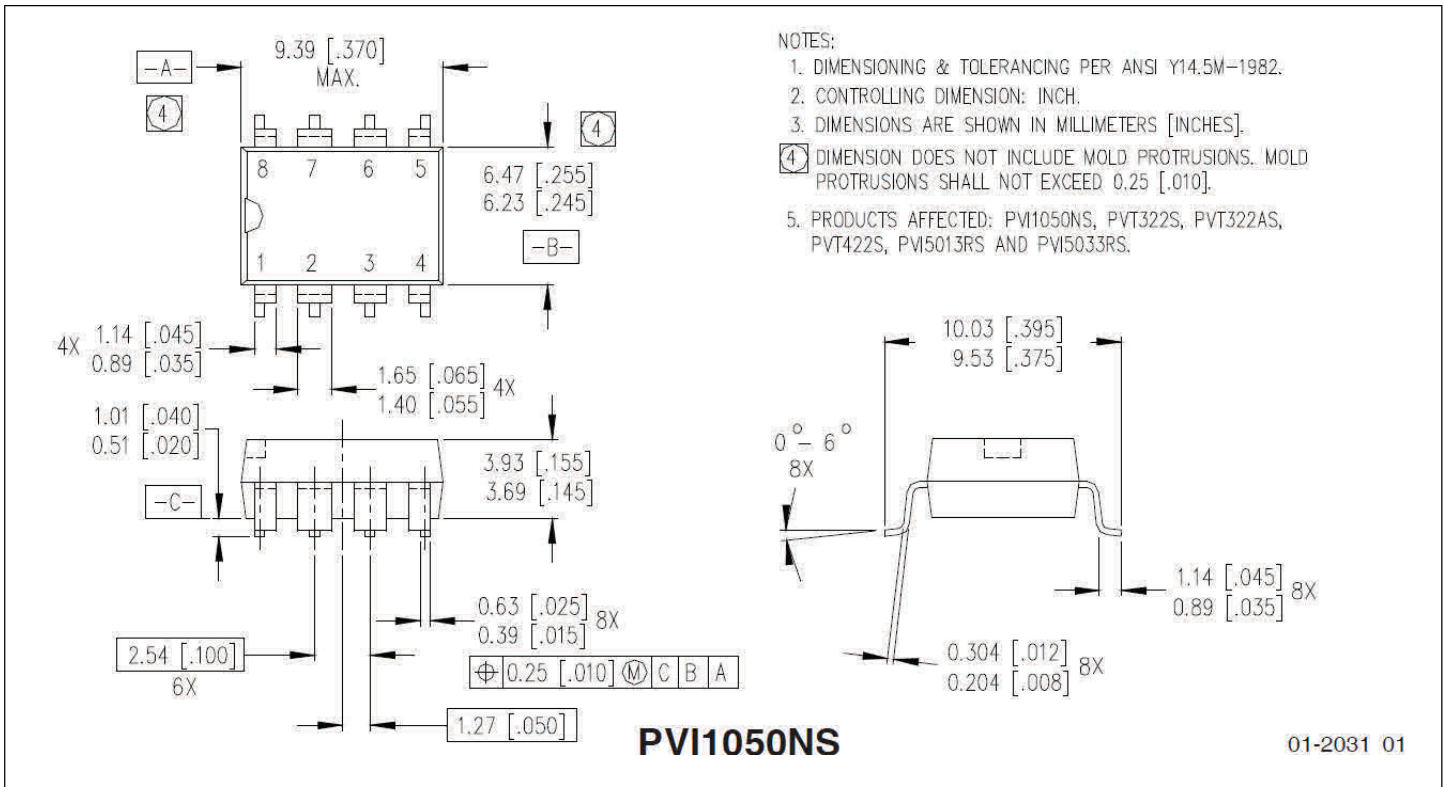 9.39 [.370]
MAX.
-A-
4
4
8 7 6 5
1 2 3 4
6.47 [.255]
6.23 [.245]
-B-
4X 1.14 [.045]
0.89 [.035]
1.65 [.065] 4X
1.40 [.055]
1.01 [.040]
0.51 [.020]
-C-
3.93 [.155]
3.69 [.145]
0.63 [.025] 8X
0.39 [.015]
2.54 [.100]
6X
⌖ 0.25 [.010] Ⓜ C B A
1.27 [.050]
NOTES:
1. DIMENSIONING & TOLERANCING PER ANSI Y14.5M-1982.
2. CONTROLLING DIMENSION: INCH.
3. DIMENSIONS ARE SHOWN IN MILLIMETERS [INCHES].
4 DIMENSION DOES NOT INCLUDE MOLD PROTRUSIONS. MOLD
PROTRUSIONS SHALL NOT EXCEED 0.25 [.010].
5. PRODUCTS AFFECTED: PVI1050NS, PVT322S, PVT322AS,
PVT422S, PVI5013RS AND PVI5033RS.
10.03 [.395]
9.53 [.375]
0° - 6°
8X
1.14 [.045] 8X
0.89 [.035]
0.304 [.012] 8X
0.204 [.008]
PVI1050NS
01-2031 01